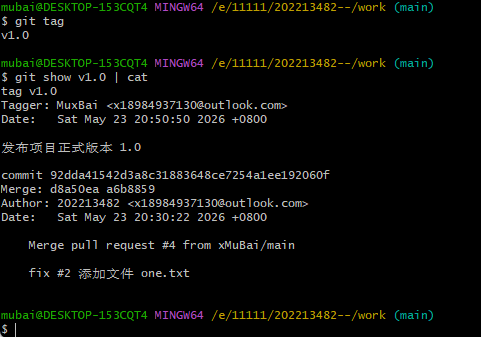 mubai@DESKTOP-153CQT4 MINGW64 /e/11111/202213482--/work (main)
$ git tag
v1.0
mubai@DESKTOP-153CQT4 MINGW64 /e/11111/202213482--/work (main)
$ git show v1.0 | cat
tag v1.0
Tagger: MuxBai <x18984937130@outlook.com>
Date:   Sat May 23 20:50:50 2026 +0800
发布项目正式版本 1.0
commit 92dda41542d3a8c31883648ce7254a1ee192060f
Merge: d8a50ea a6b8859
Author: 202213482 <x18984937130@outlook.com>
Date:   Sat May 23 20:30:22 2026 +0800
    Merge pull request #4 from xMuBai/main
    fix #2 添加文件 one.txt
mubai@DESKTOP-153CQT4 MINGW64 /e/11111/202213482--/work (main)
$